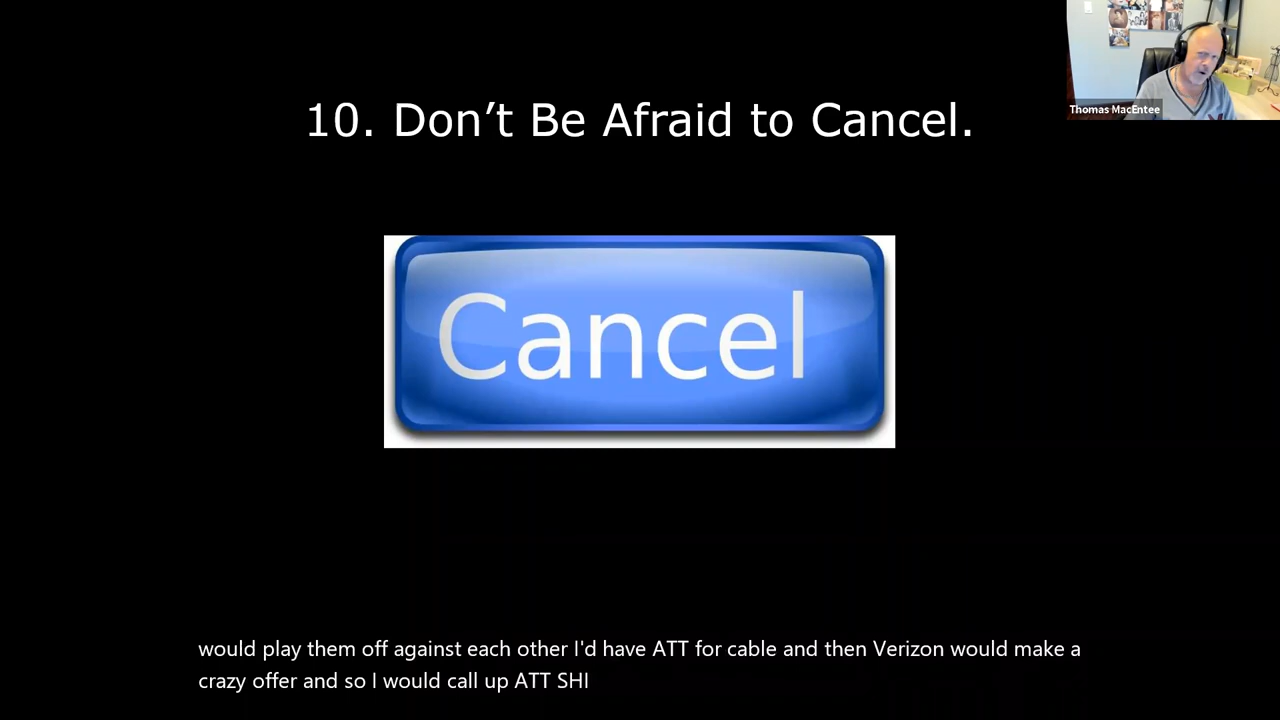 10. Don’t Be Afraid to Cancel.
Thomas MacEntee
Cancel
would play them off against each other I'd have ATT for cable and then Verizon would make a
crazy offer and so I would call up ATT SHI